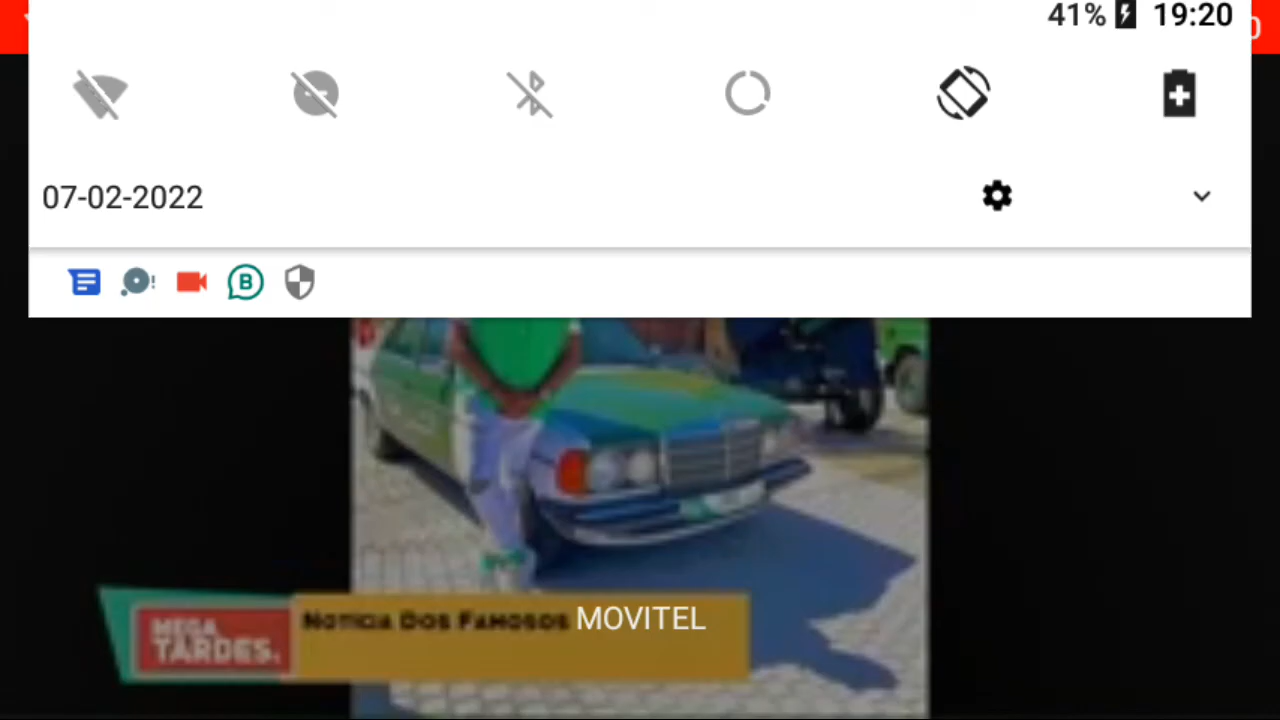 41% 19:20
07-02-2022
B
NOTICIA DOS FAMOSOS MOVITEL
MEGA
TARDES.